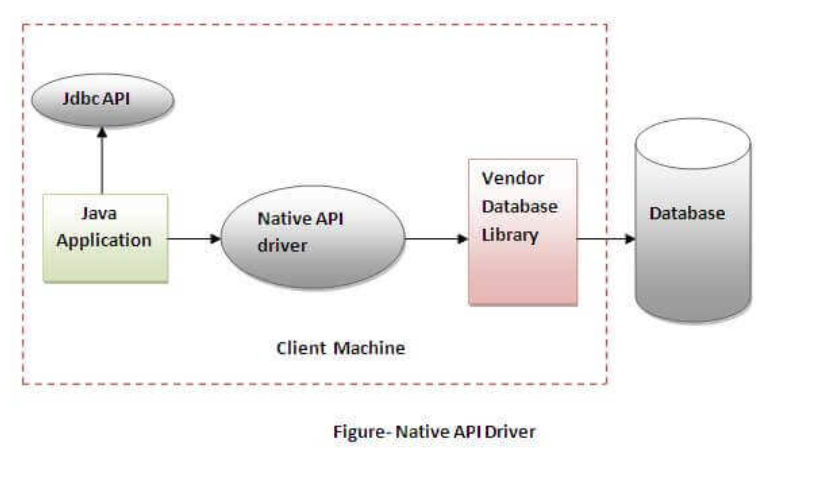 Jdbc API
Java
Application
Native API
driver
Vendor
Database
Library
Database
Client Machine
Figure- Native API Driver